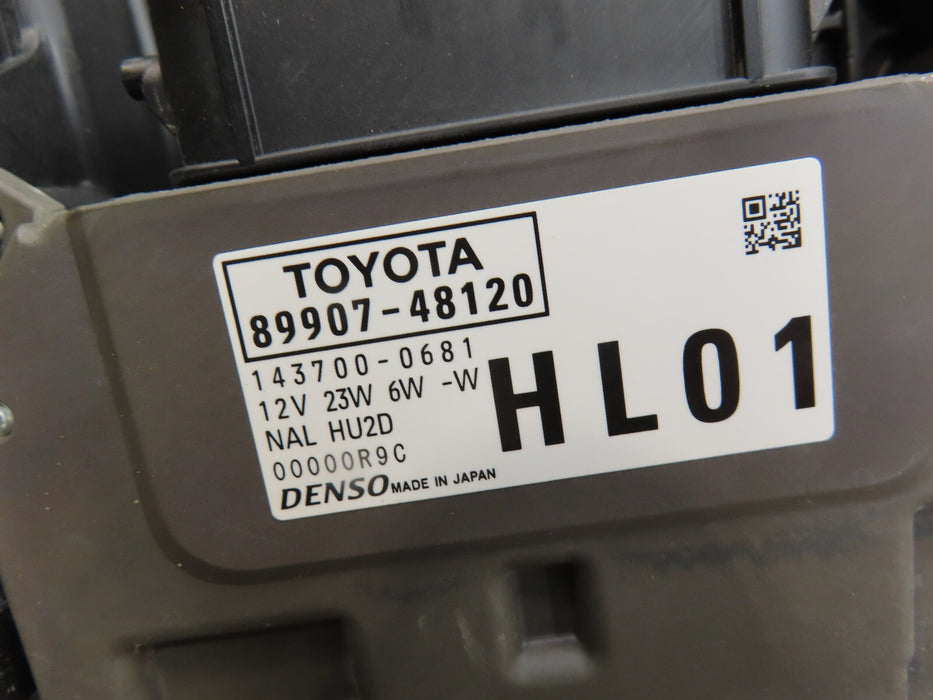 TOYOTA
89907-48120
143700-0681
12V 23W 6W -W
NAL HU2D
00000R9C
DENSO MADE IN JAPAN
HL01